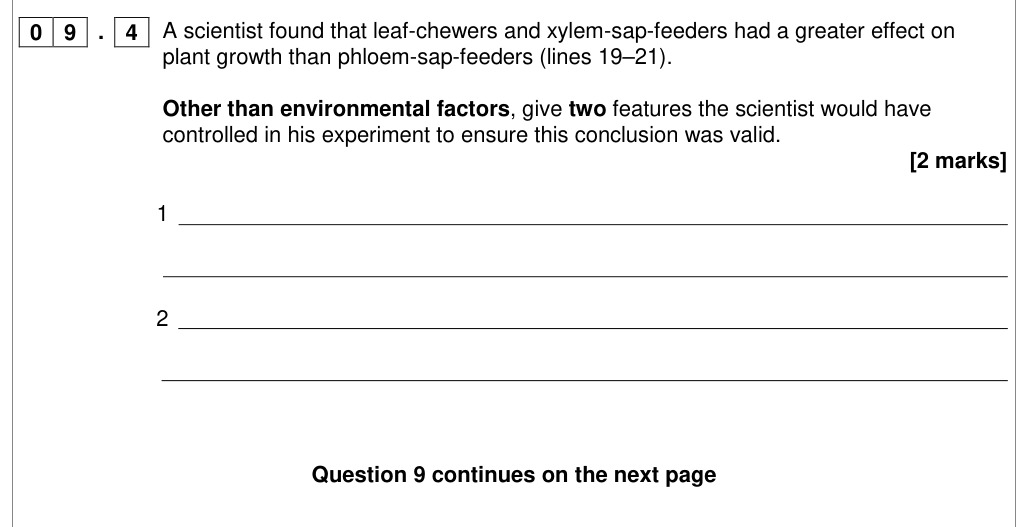 0 9 . 4 A scientist found that leaf-chewers and xylem-sap-feeders had a greater effect on
plant growth than phloem-sap-feeders (lines 19–21).
Other than environmental factors, give two features the scientist would have
controlled in his experiment to ensure this conclusion was valid.
[2 marks]
1
2
Question 9 continues on the next page